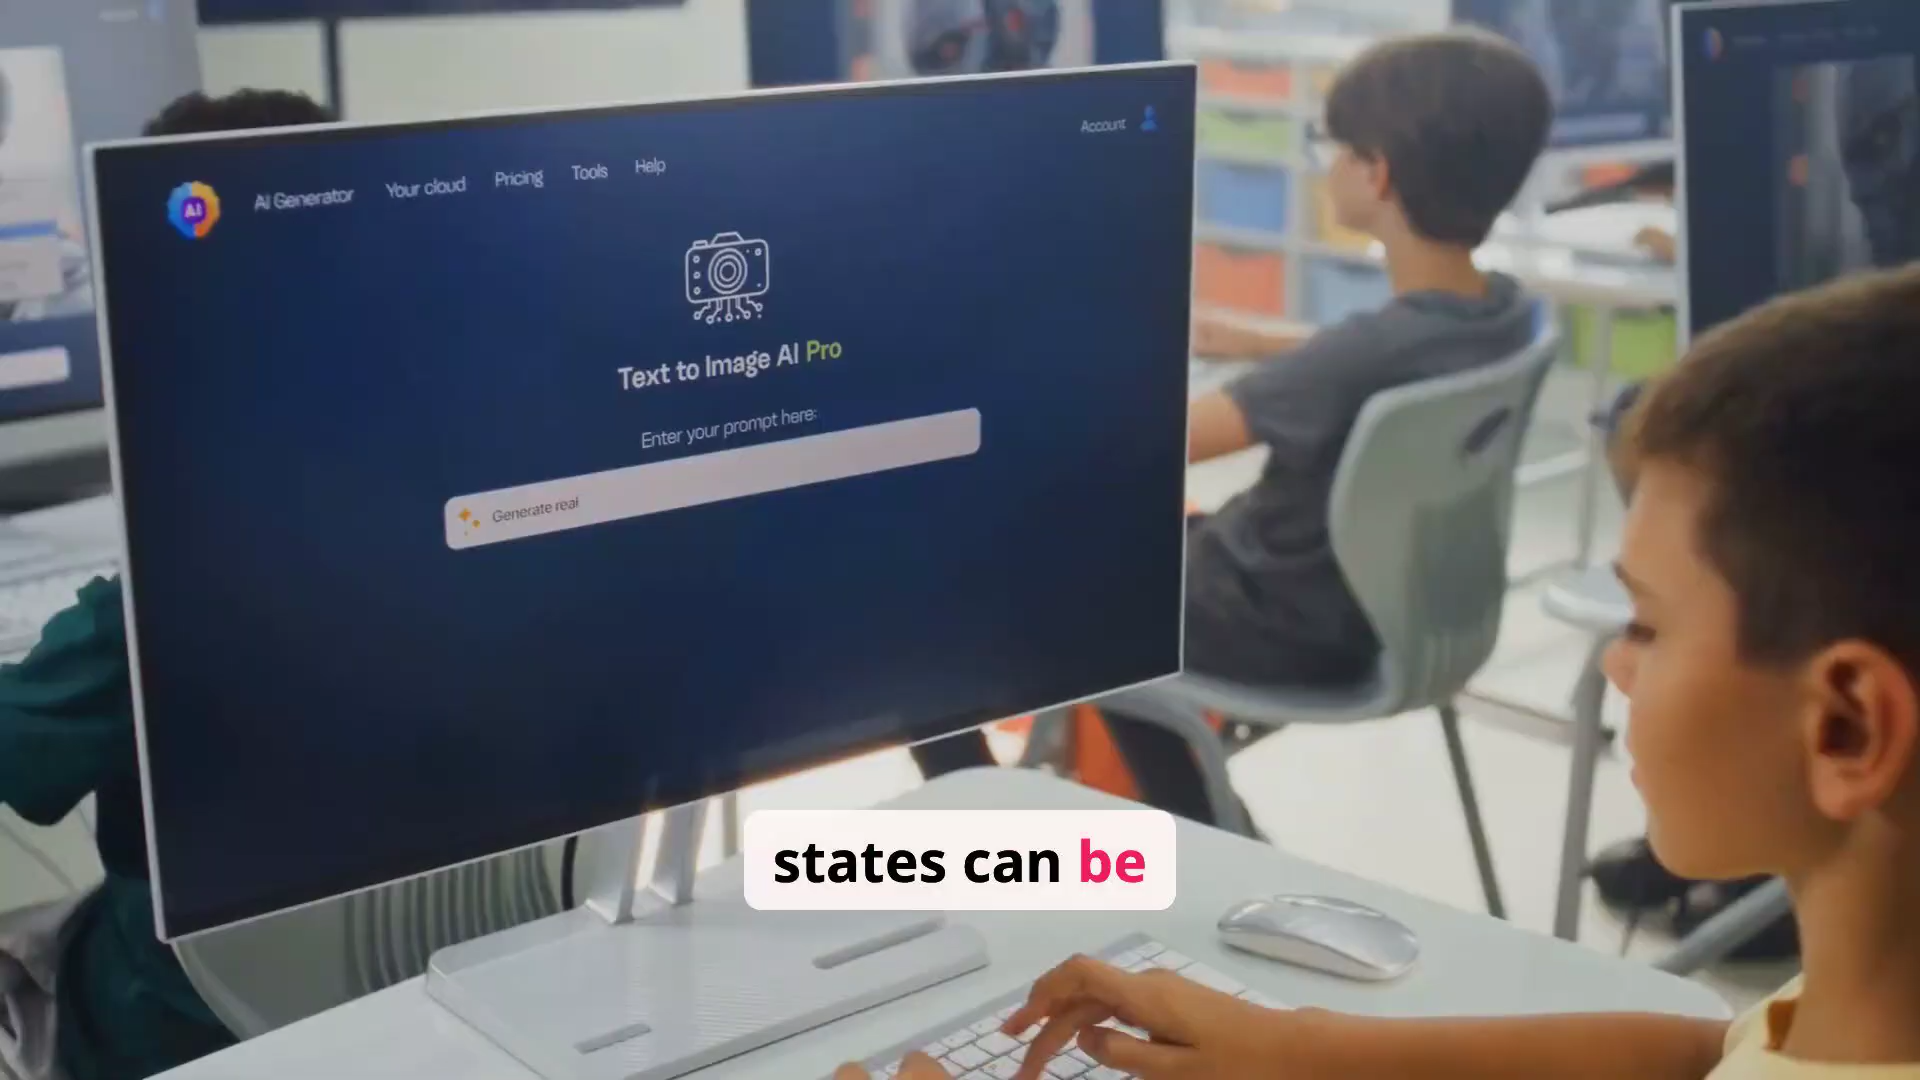 AI Generator Your cloud Pricing Tools Help
Account
AI
Text to Image AI Pro
Enter your prompt here:
Generate real
states can be